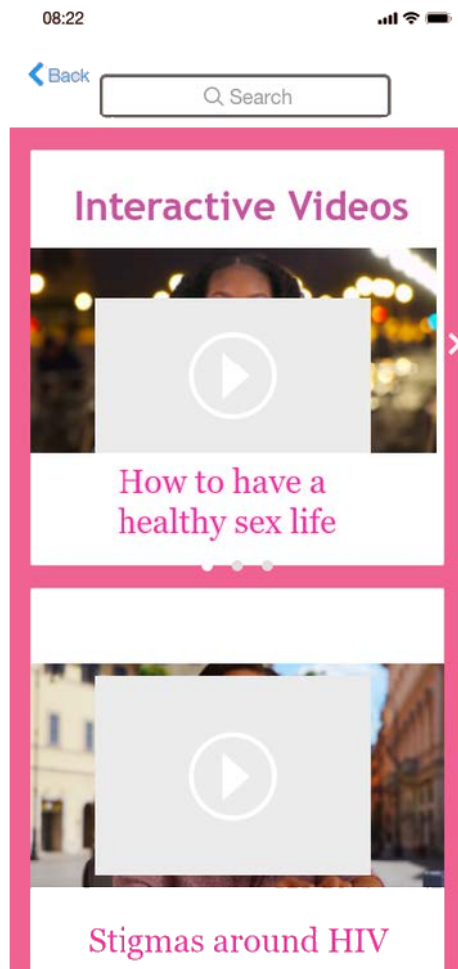 08:22
Back
Search
Interactive Videos
How to have a
healthy sex life
Stigmas around HIV